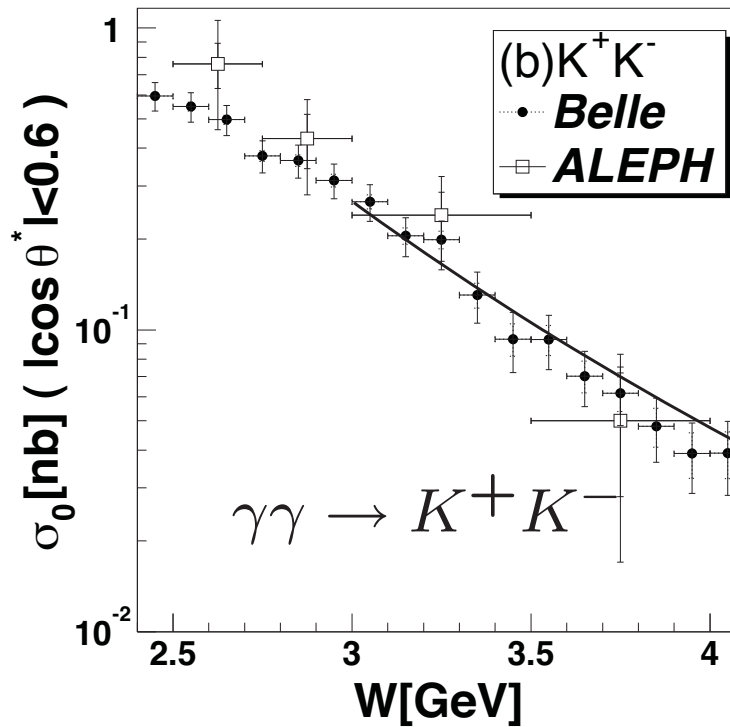 1
10⁻¹
10⁻²
σ₀[nb] ( |cos θ* |<0.6 )
(b)K⁺K⁻
Belle
ALEPH
γγ → K⁺K⁻
2.5 3 3.5 4
W[GeV]